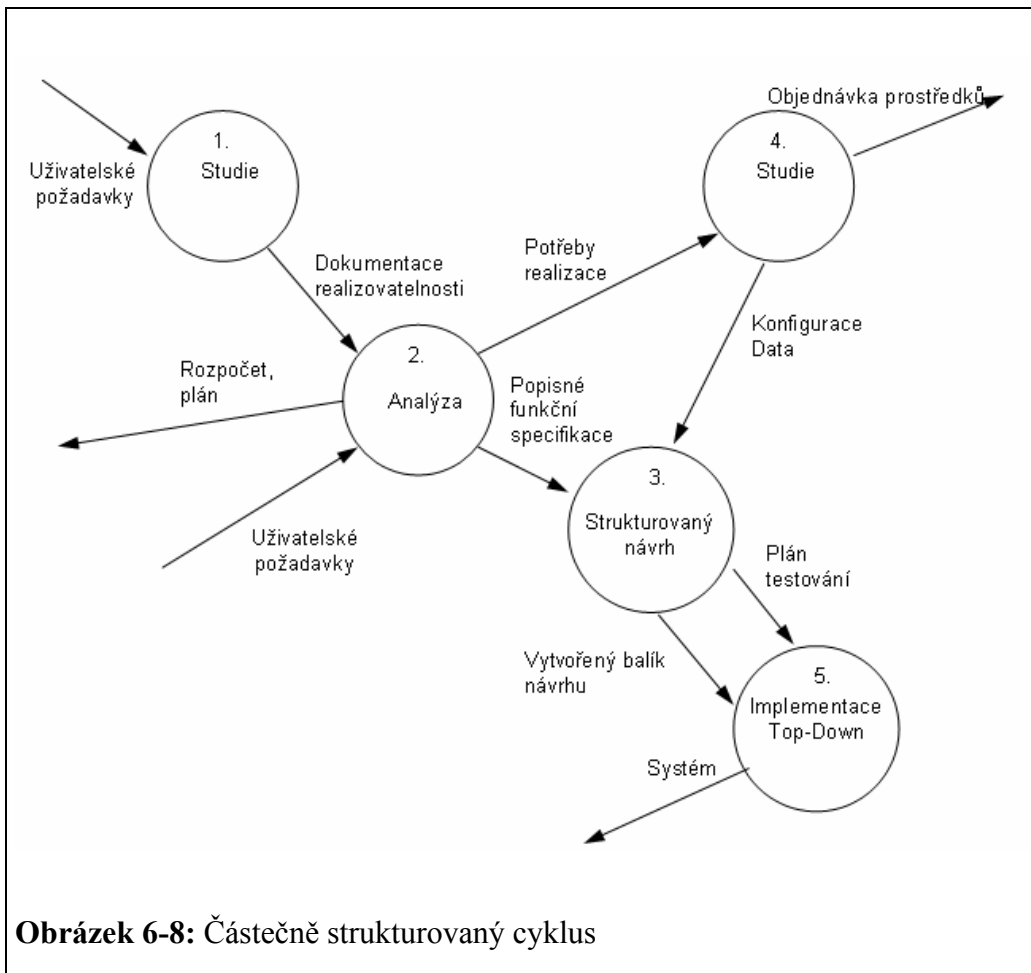 Objednávka prostředků
1.
Studie
4.
Studie
Uživatelské
požadavky
Dokumentace
realizovatelnosti
Potřeby
realizace
Konfigurace
Data
Rozpočet,
plán
2.
Analýza
Popisné
funkční
specifikace
3.
Strukturovaný
návrh
Uživatelské
požadavky
Plán
testování
Vytvořený balík
návrhu
5.
Implementace
Top-Down
Systém
Obrázek 6-8: Částečně strukturovaný cyklus